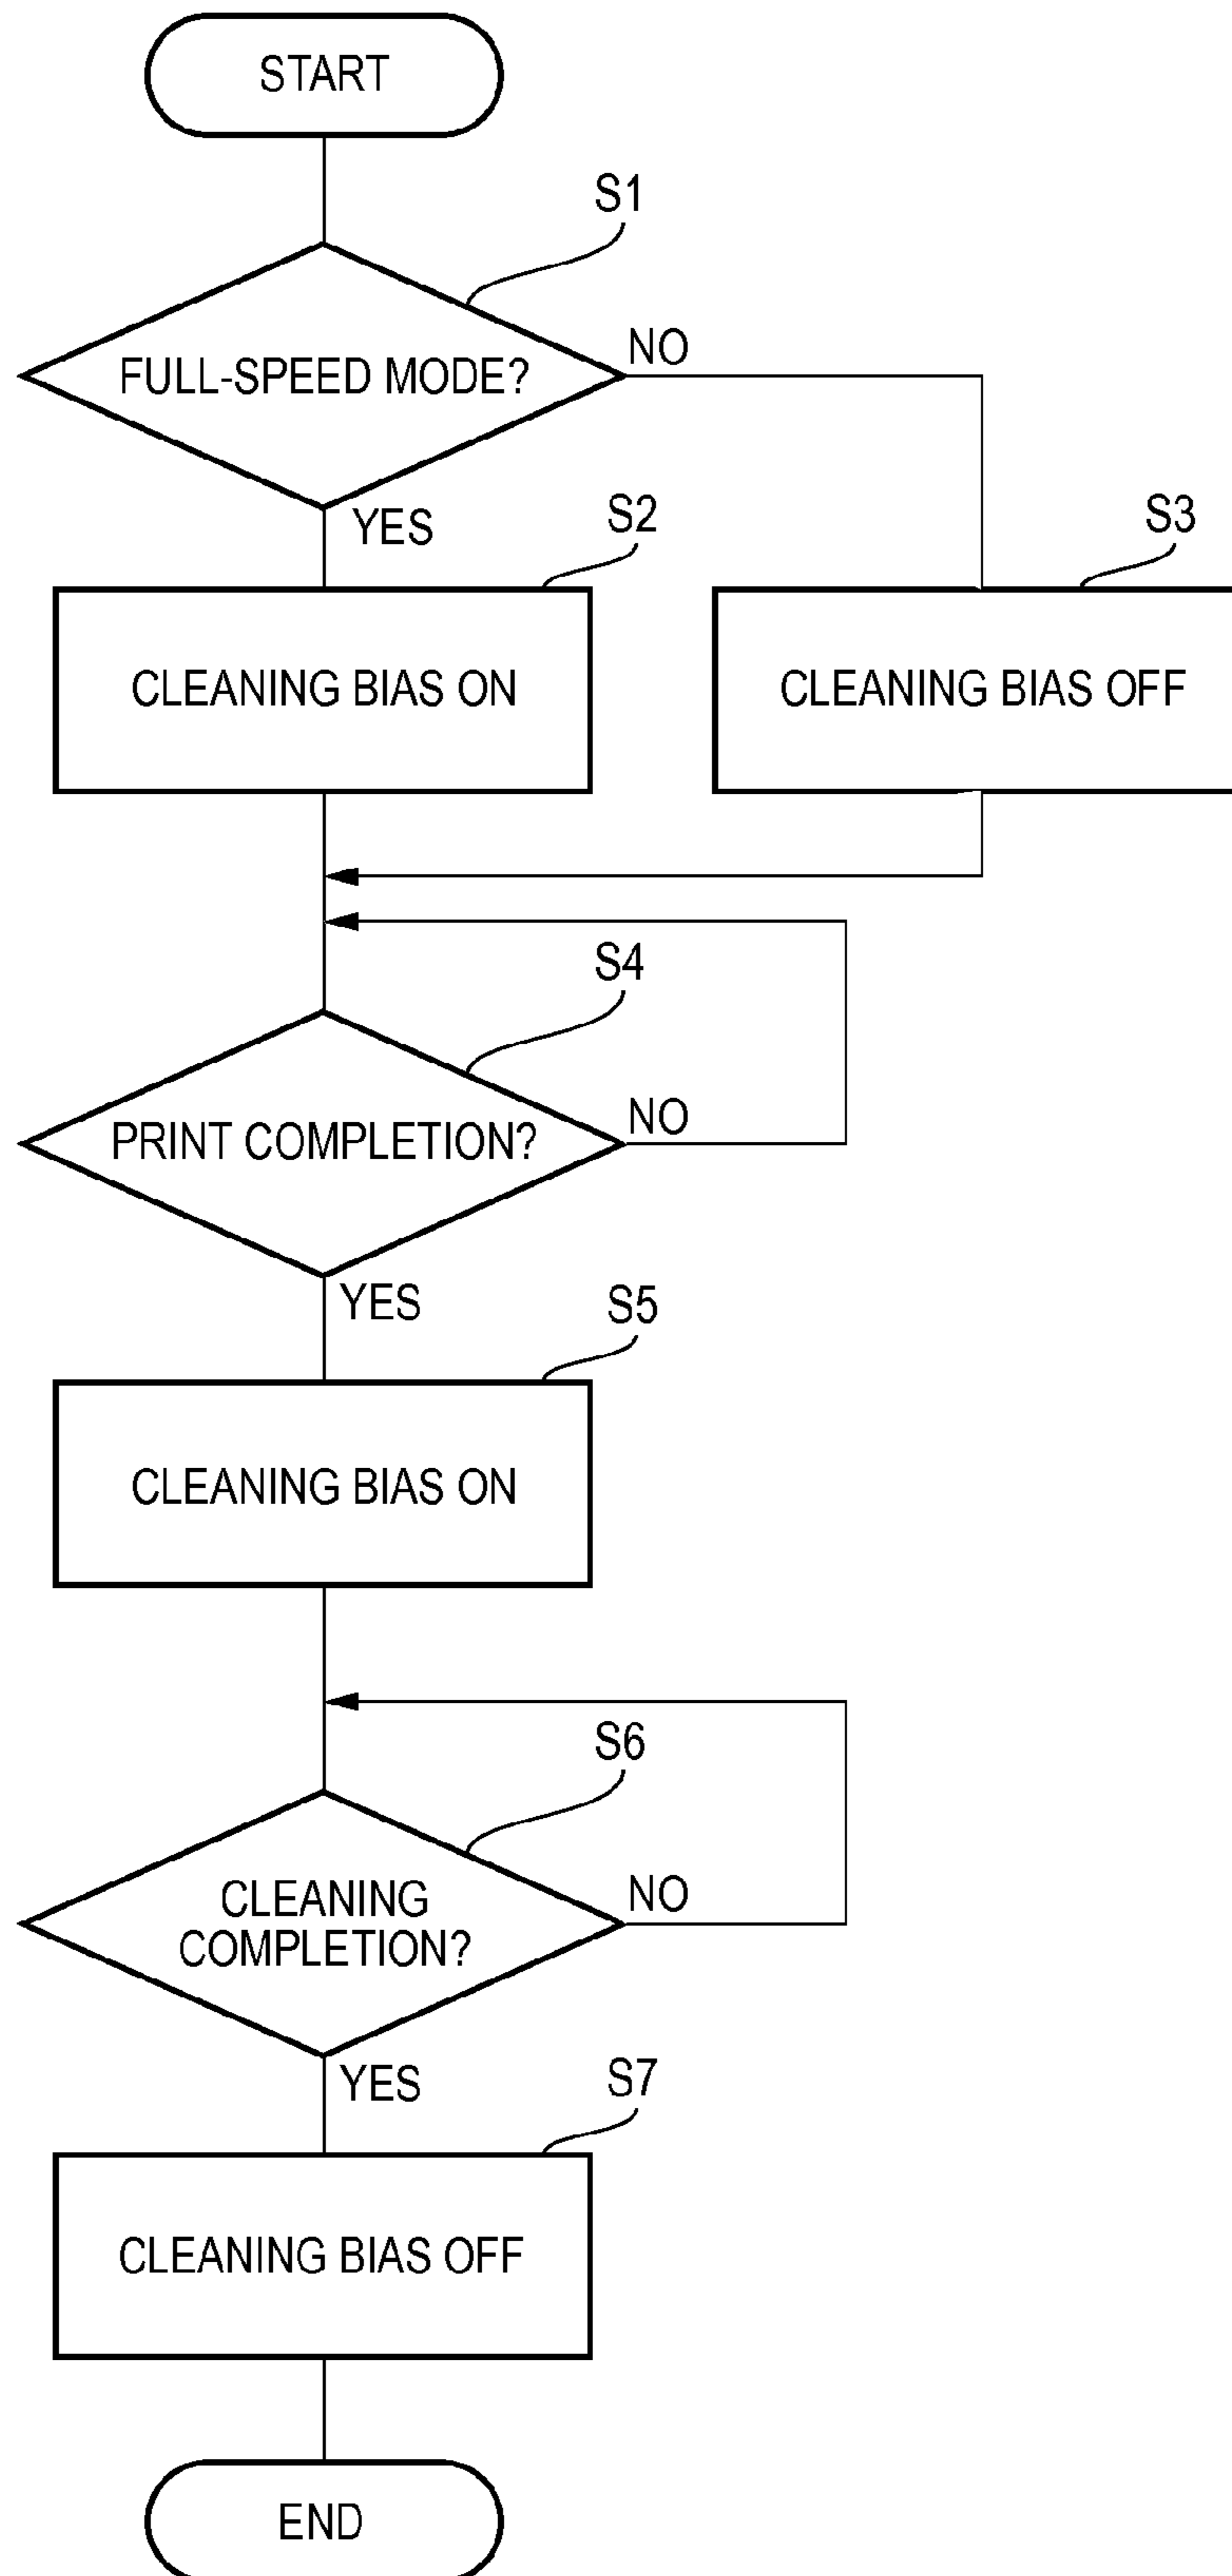 START
S1
FULL-SPEED MODE?
NO
YES
S2
S3
CLEANING BIAS ON
CLEANING BIAS OFF
S4
PRINT COMPLETION?
NO
YES
S5
CLEANING BIAS ON
S6
CLEANING
COMPLETION?
NO
YES
S7
CLEANING BIAS OFF
END